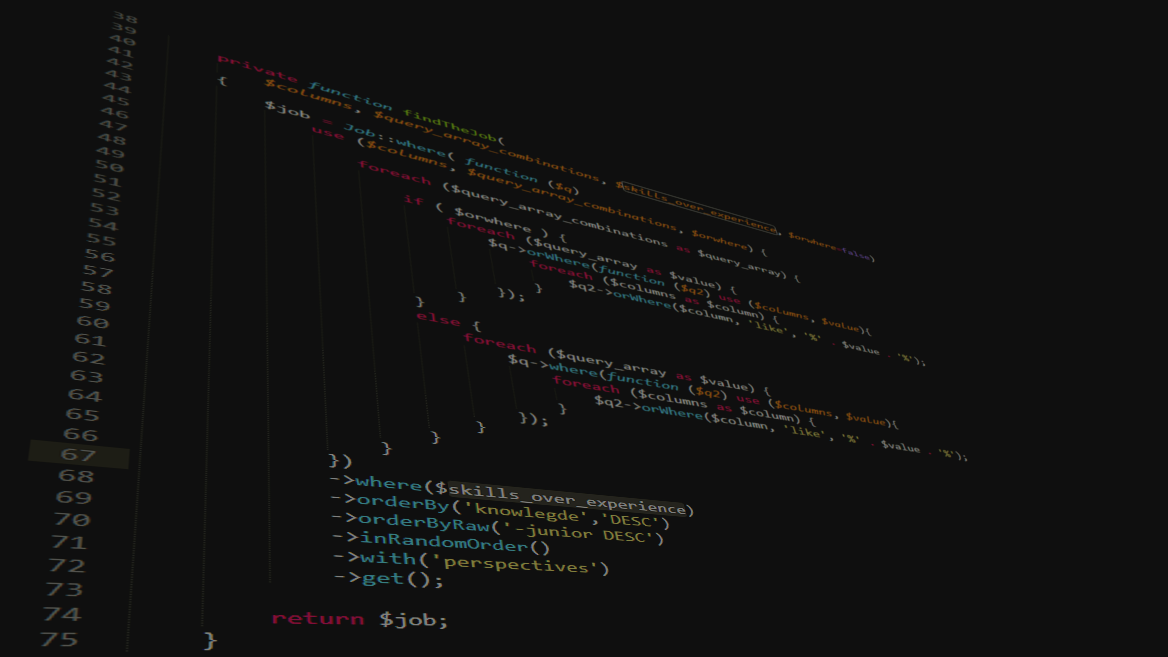 38
39
40
41
42
43
44
45
46
47
48
49
50
51
52
53
54
55
56
57
58
59
60
61
62
63
64
65
66
67
68
69
70
71
72
73
74
75
private function findTheJob(
$columns, $query_array_combinations, $skills_over_experience, $orwhere=false)
{
$job = Job::where( function ($q)
use ($columns, $query_array_combinations, $orwhere) {
foreach ($query_array_combinations as $query_array) {
if ( $orwhere ) {
foreach ($query_array as $value) {
$q->orWhere(function ($q2) use ($columns, $value){
foreach ($columns as $column) {
$q2->orWhere($column, 'like', '%' . $value . '%');
}
});
}
}
else {
foreach ($query_array as $value) {
$q->where(function ($q2) use ($columns, $value){
foreach ($columns as $column) {
$q2->orWhere($column, 'like', '%' . $value . '%');
}
});
}
}
}
})
->where($skills_over_experience)
->orderBy('knowlegde','DESC')
->orderByRaw('-junior DESC')
->inRandomOrder()
->with('perspectives')
->get();
return $job;
}